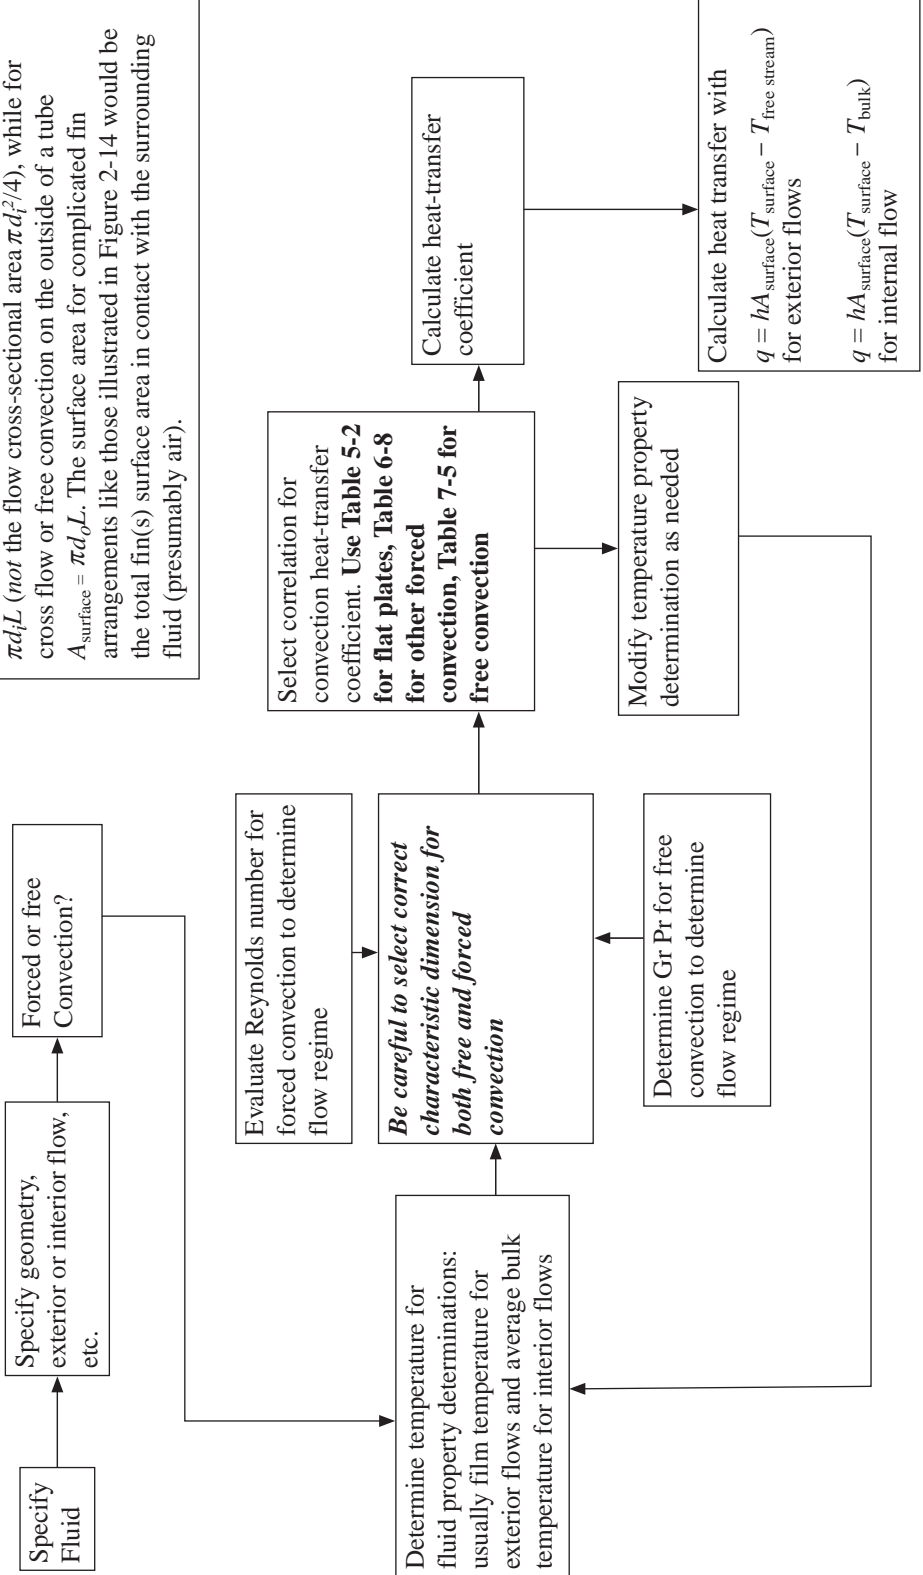 πd_iL (not the flow cross-sectional area πd_i²/4), while for
cross flow or free convection on the outside of a tube
A_surface = πd_oL. The surface area for complicated fin
arrangements like those illustrated in Figure 2-14 would be
the total fin(s) surface area in contact with the surrounding
fluid (presumably air).
Specify
Fluid
Specify geometry,
exterior or interior flow,
etc.
Forced or free
Convection?
Determine temperature for
fluid property determinations:
usually film temperature for
exterior flows and average bulk
temperature for interior flows
Evaluate Reynolds number for
forced convection to determine
flow regime
Be careful to select correct
characteristic dimension for
both free and forced
convection
Determine Gr Pr for free
convection to determine
flow regime
Select correlation for
convection heat-transfer
coefficient. Use Table 5-2
for flat plates, Table 6-8
for other forced
convection, Table 7-5 for
free convection
Modify temperature property
determination as needed
Calculate heat-transfer
coefficient
Calculate heat transfer with
q = hA_surface(T_surface − T_free stream)
for exterior flows
q = hA_surface(T_surface − T_bulk)
for internal flow